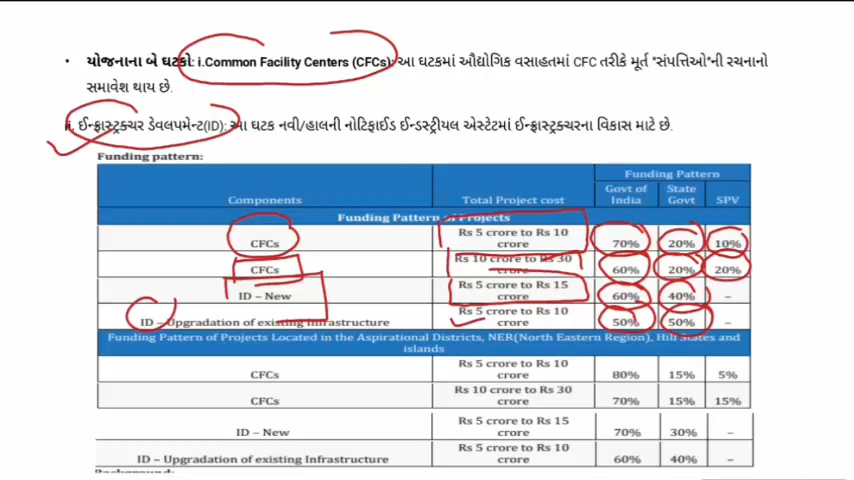 • યોજનાના બે ઘટકો: i.Common Facility Centers (CFCs): આ ઘટકમાં ઔદ્યોગિક વસાહતમાં CFC તરીકે મૂર્ત "સંપત્તિઓ"ની રચનાનો
સમાવેશ થાય છે.
ii. ઈન્ફ્રાસ્ટ્રક્ચર ડેવલપમેન્ટ(ID): આ ઘટક નવી/હાલની નોટિફાઈડ ઈન્ડસ્ટ્રીયલ એસ્ટેટમાં ઈન્ફ્રાસ્ટ્રક્ચરના વિકાસ માટે છે.
Funding pattern:
Components Total Project cost Funding Pattern
Govt of India State Govt SPV
Funding Pattern of Projects
CFCs Rs 5 crore to Rs 10 crore 70% 20% 10%
CFCs Rs 10 crore to Rs 30 crore 60% 20% 20%
ID – New Rs 5 crore to Rs 15 crore 60% 40% –
ID – Upgradation of existing Infrastructure Rs 5 crore to Rs 10 crore 50% 50% –
Funding Pattern of Projects Located in the Aspirational Districts, NER(North Eastern Region), Hill States and
islands
CFCs Rs 5 crore to Rs 10 crore 80% 15% 5%
CFCs Rs 10 crore to Rs 30 crore 70% 15% 15%
ID – New Rs 5 crore to Rs 15 crore 70% 30% –
ID – Upgradation of existing Infrastructure Rs 5 crore to Rs 10 crore 60% 40% –